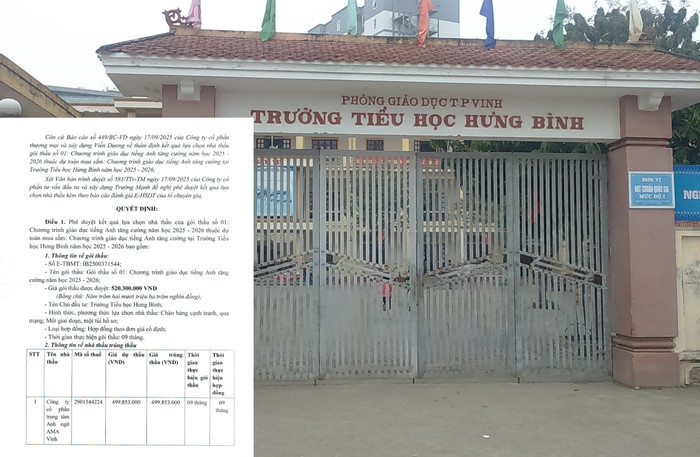 PHÒNG GIÁO DỤC T.P VINH
TRƯỜNG TIỂU HỌC HƯNG BÌNH
ĐƠN VỊ
ĐẠT CHUẨN QUỐC GIA
MỨC ĐỘ 1
Căn cứ Báo cáo số 449/BC-VD ngày 17/09/2025 của Công ty cổ phần
thương mại và xây dựng Viễn Dương về thẩm định kết quả lựa chọn nhà thầu
gói thầu số 01: Chương trình giáo dục tiếng Anh tăng cường năm học 2025 -
2026 thuộc dự toán mua sắm: Chương trình giáo dục tiếng Anh tăng cường tại
Trường Tiểu học Hưng Bình năm học 2025 - 2026.
Xét Văn bản trình duyệt số 581/TTr-TM ngày 17/09/2025 của Công ty
cổ phần tư vấn đầu tư và xây dựng Trường Mạnh đề nghị phê duyệt kết quả lựa
chọn nhà thầu kèm theo báo cáo đánh giá E-HSDT của tổ chuyên gia.
QUYẾT ĐỊNH:
Điều 1. Phê duyệt kết quả lựa chọn nhà thầu của gói thầu số 01:
Chương trình giáo dục tiếng Anh tăng cường năm học 2025 - 2026 thuộc dự
toán mua sắm: Chương trình giáo dục tiếng Anh tăng cường tại Trường Tiểu
học Hưng Bình năm học 2025 - 2026 bao gồm:
1. Thông tin về gói thầu:
- Số E-TBMT: IB2500371544;
- Tên gói thầu: Gói thầu số 01: Chương trình giáo dục tiếng Anh tăng
cường năm học 2025 - 2026;
- Giá gói thầu được duyệt: 520.300.000 VND
(Bằng chữ: Năm trăm hai mươi triệu ba trăm nghìn đồng);
- Tên Chủ đầu tư: Trường Tiểu học Hưng Bình;
- Hình thức, phương thức lựa chọn nhà thầu: Chào hàng cạnh tranh, qua
mạng; Một giai đoạn, một túi hồ sơ;
- Loại hợp đồng: Hợp đồng theo đơn giá cố định;
- Thời gian thực hiện gói thầu: 09 tháng.
2. Thông tin về nhà thầu trúng thầu:
STT Tên nhà thầu Mã số thuế Giá dự thầu (VND) Giá trúng thầu (VND) Thời gian thực hiện gói thầu Thời gian thực hiện hợp đồng
1 Công ty cổ phần trung tâm Anh ngữ AMA Vinh 2901544224 499.853.000 499.853.000 09 tháng 09 tháng